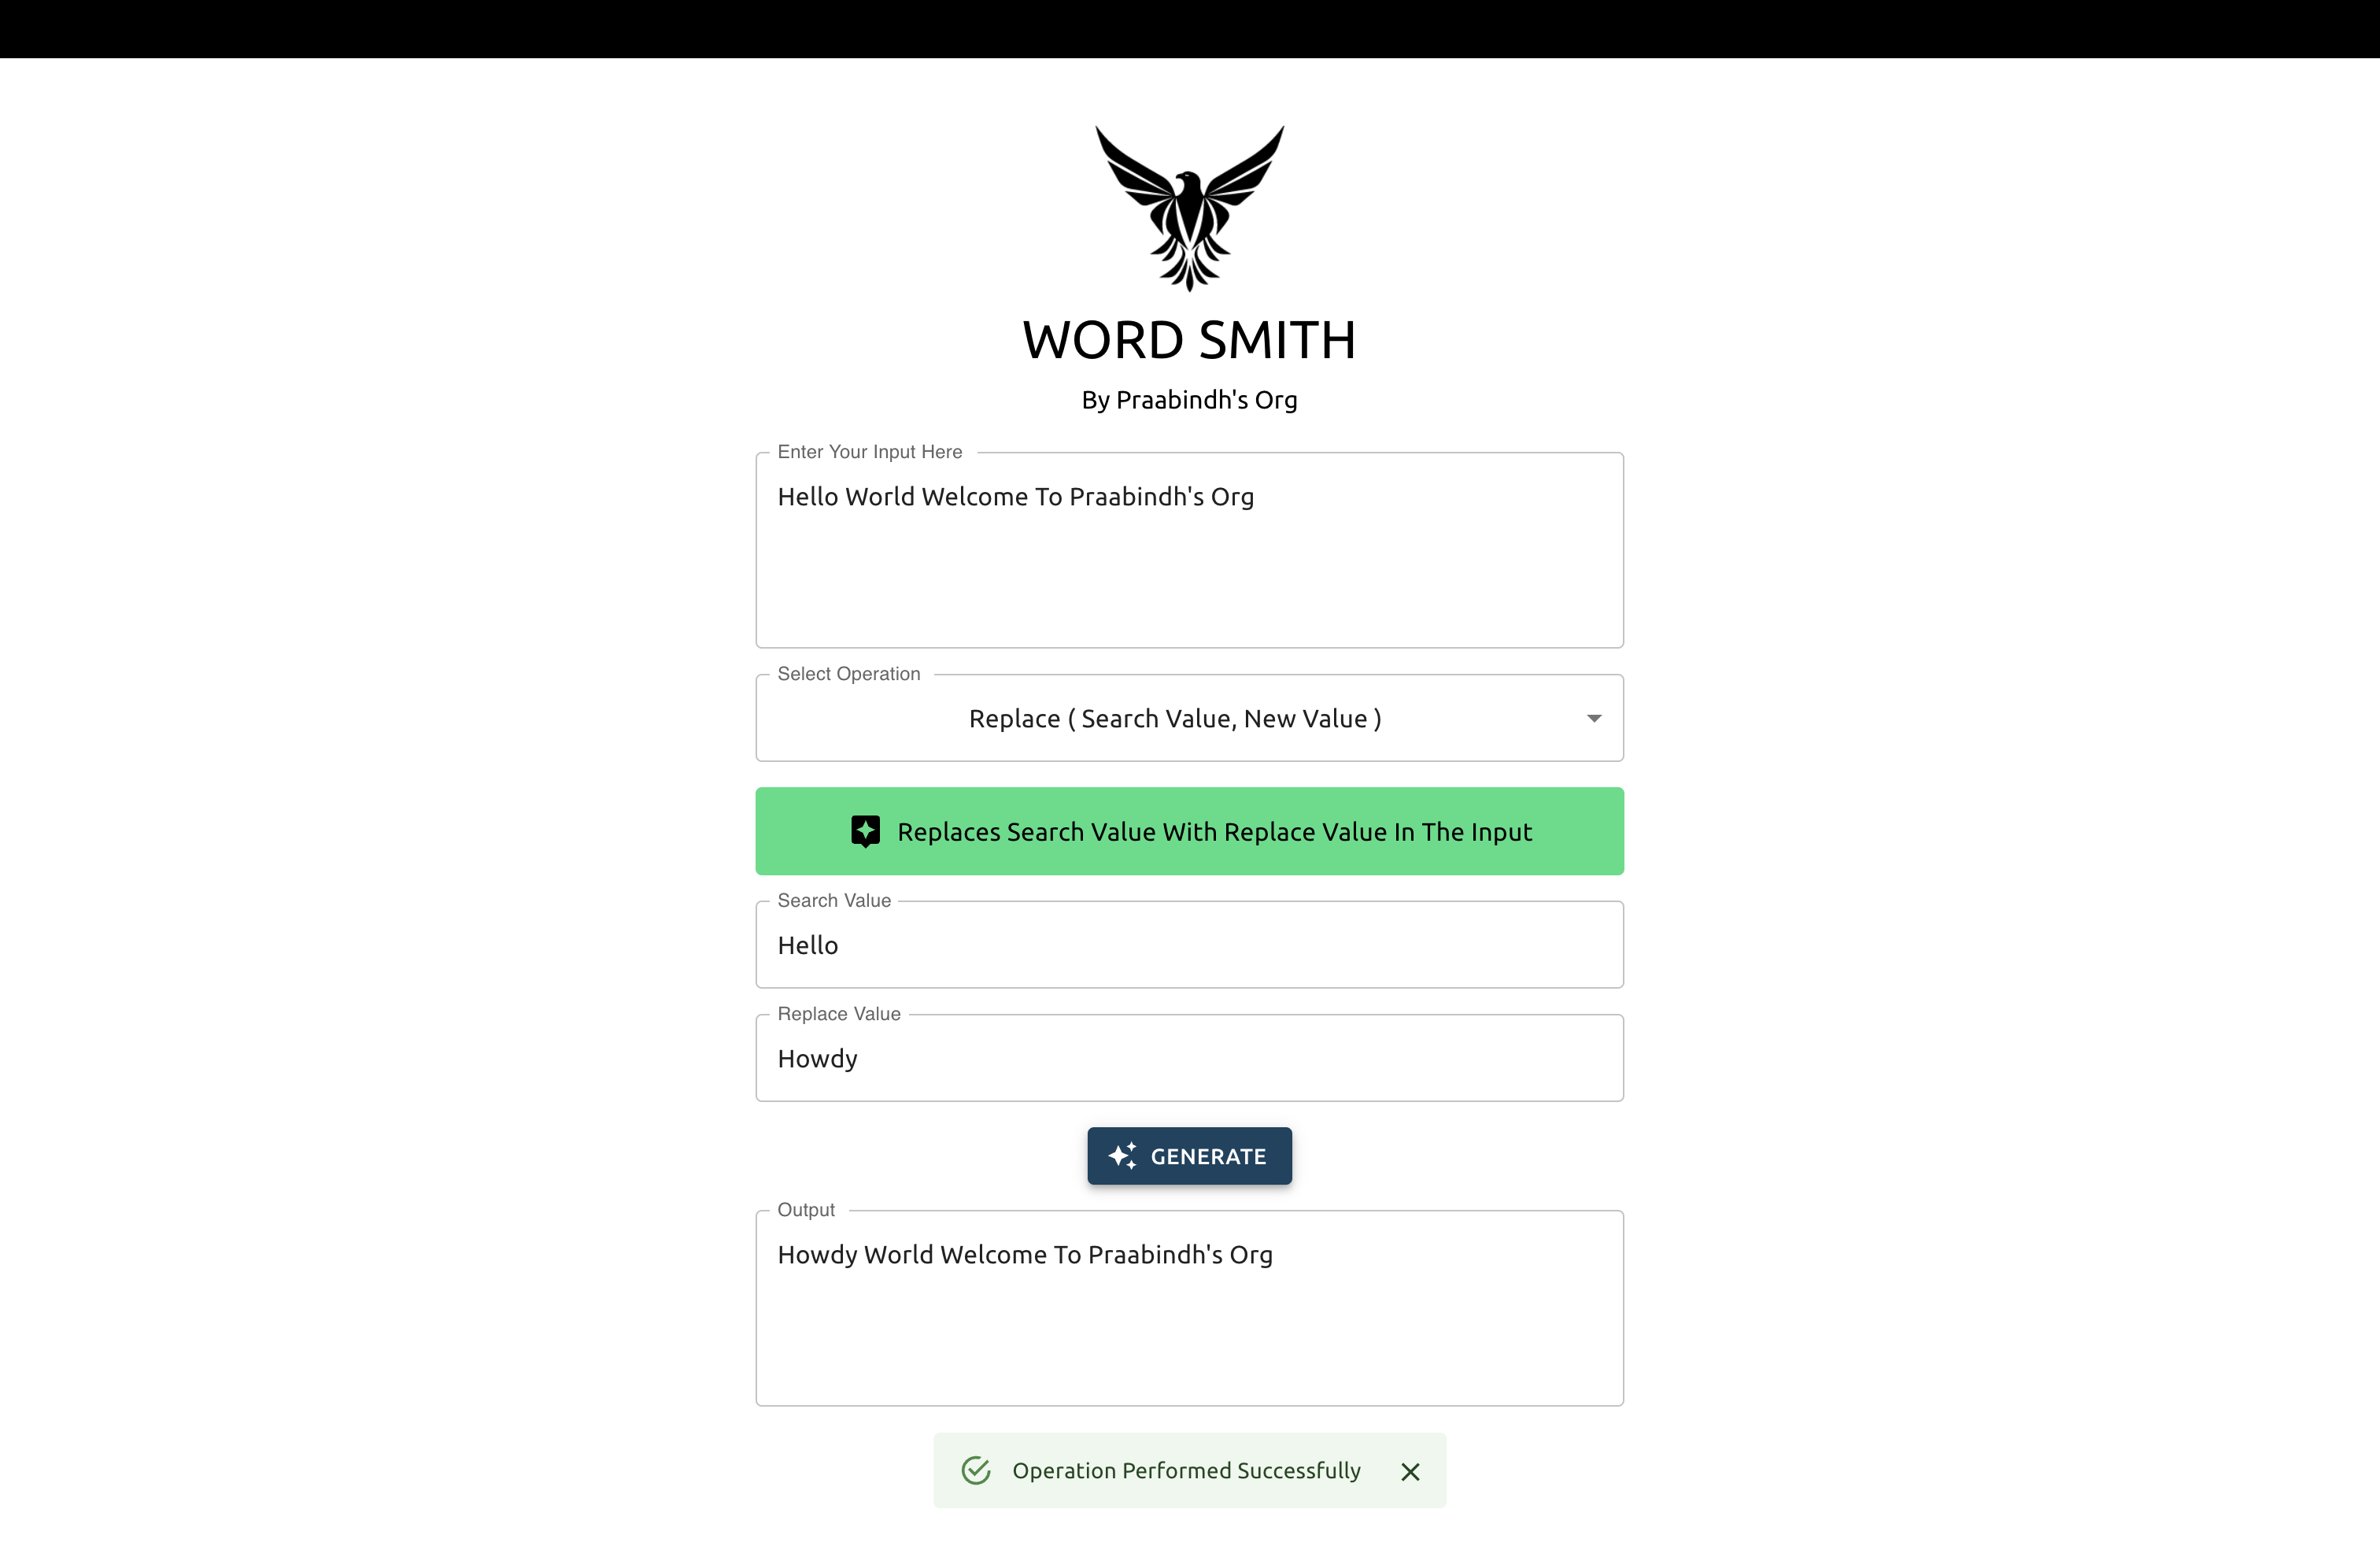 WORD SMITH
By Praabindh's Org
Enter Your Input Here
Hello World Welcome To Praabindh's Org
Select Operation
Replace ( Search Value, New Value )
Replaces Search Value With Replace Value In The Input
Search Value
Hello
Replace Value
Howdy
GENERATE
Output
Howdy World Welcome To Praabindh's Org
Operation Performed Successfully